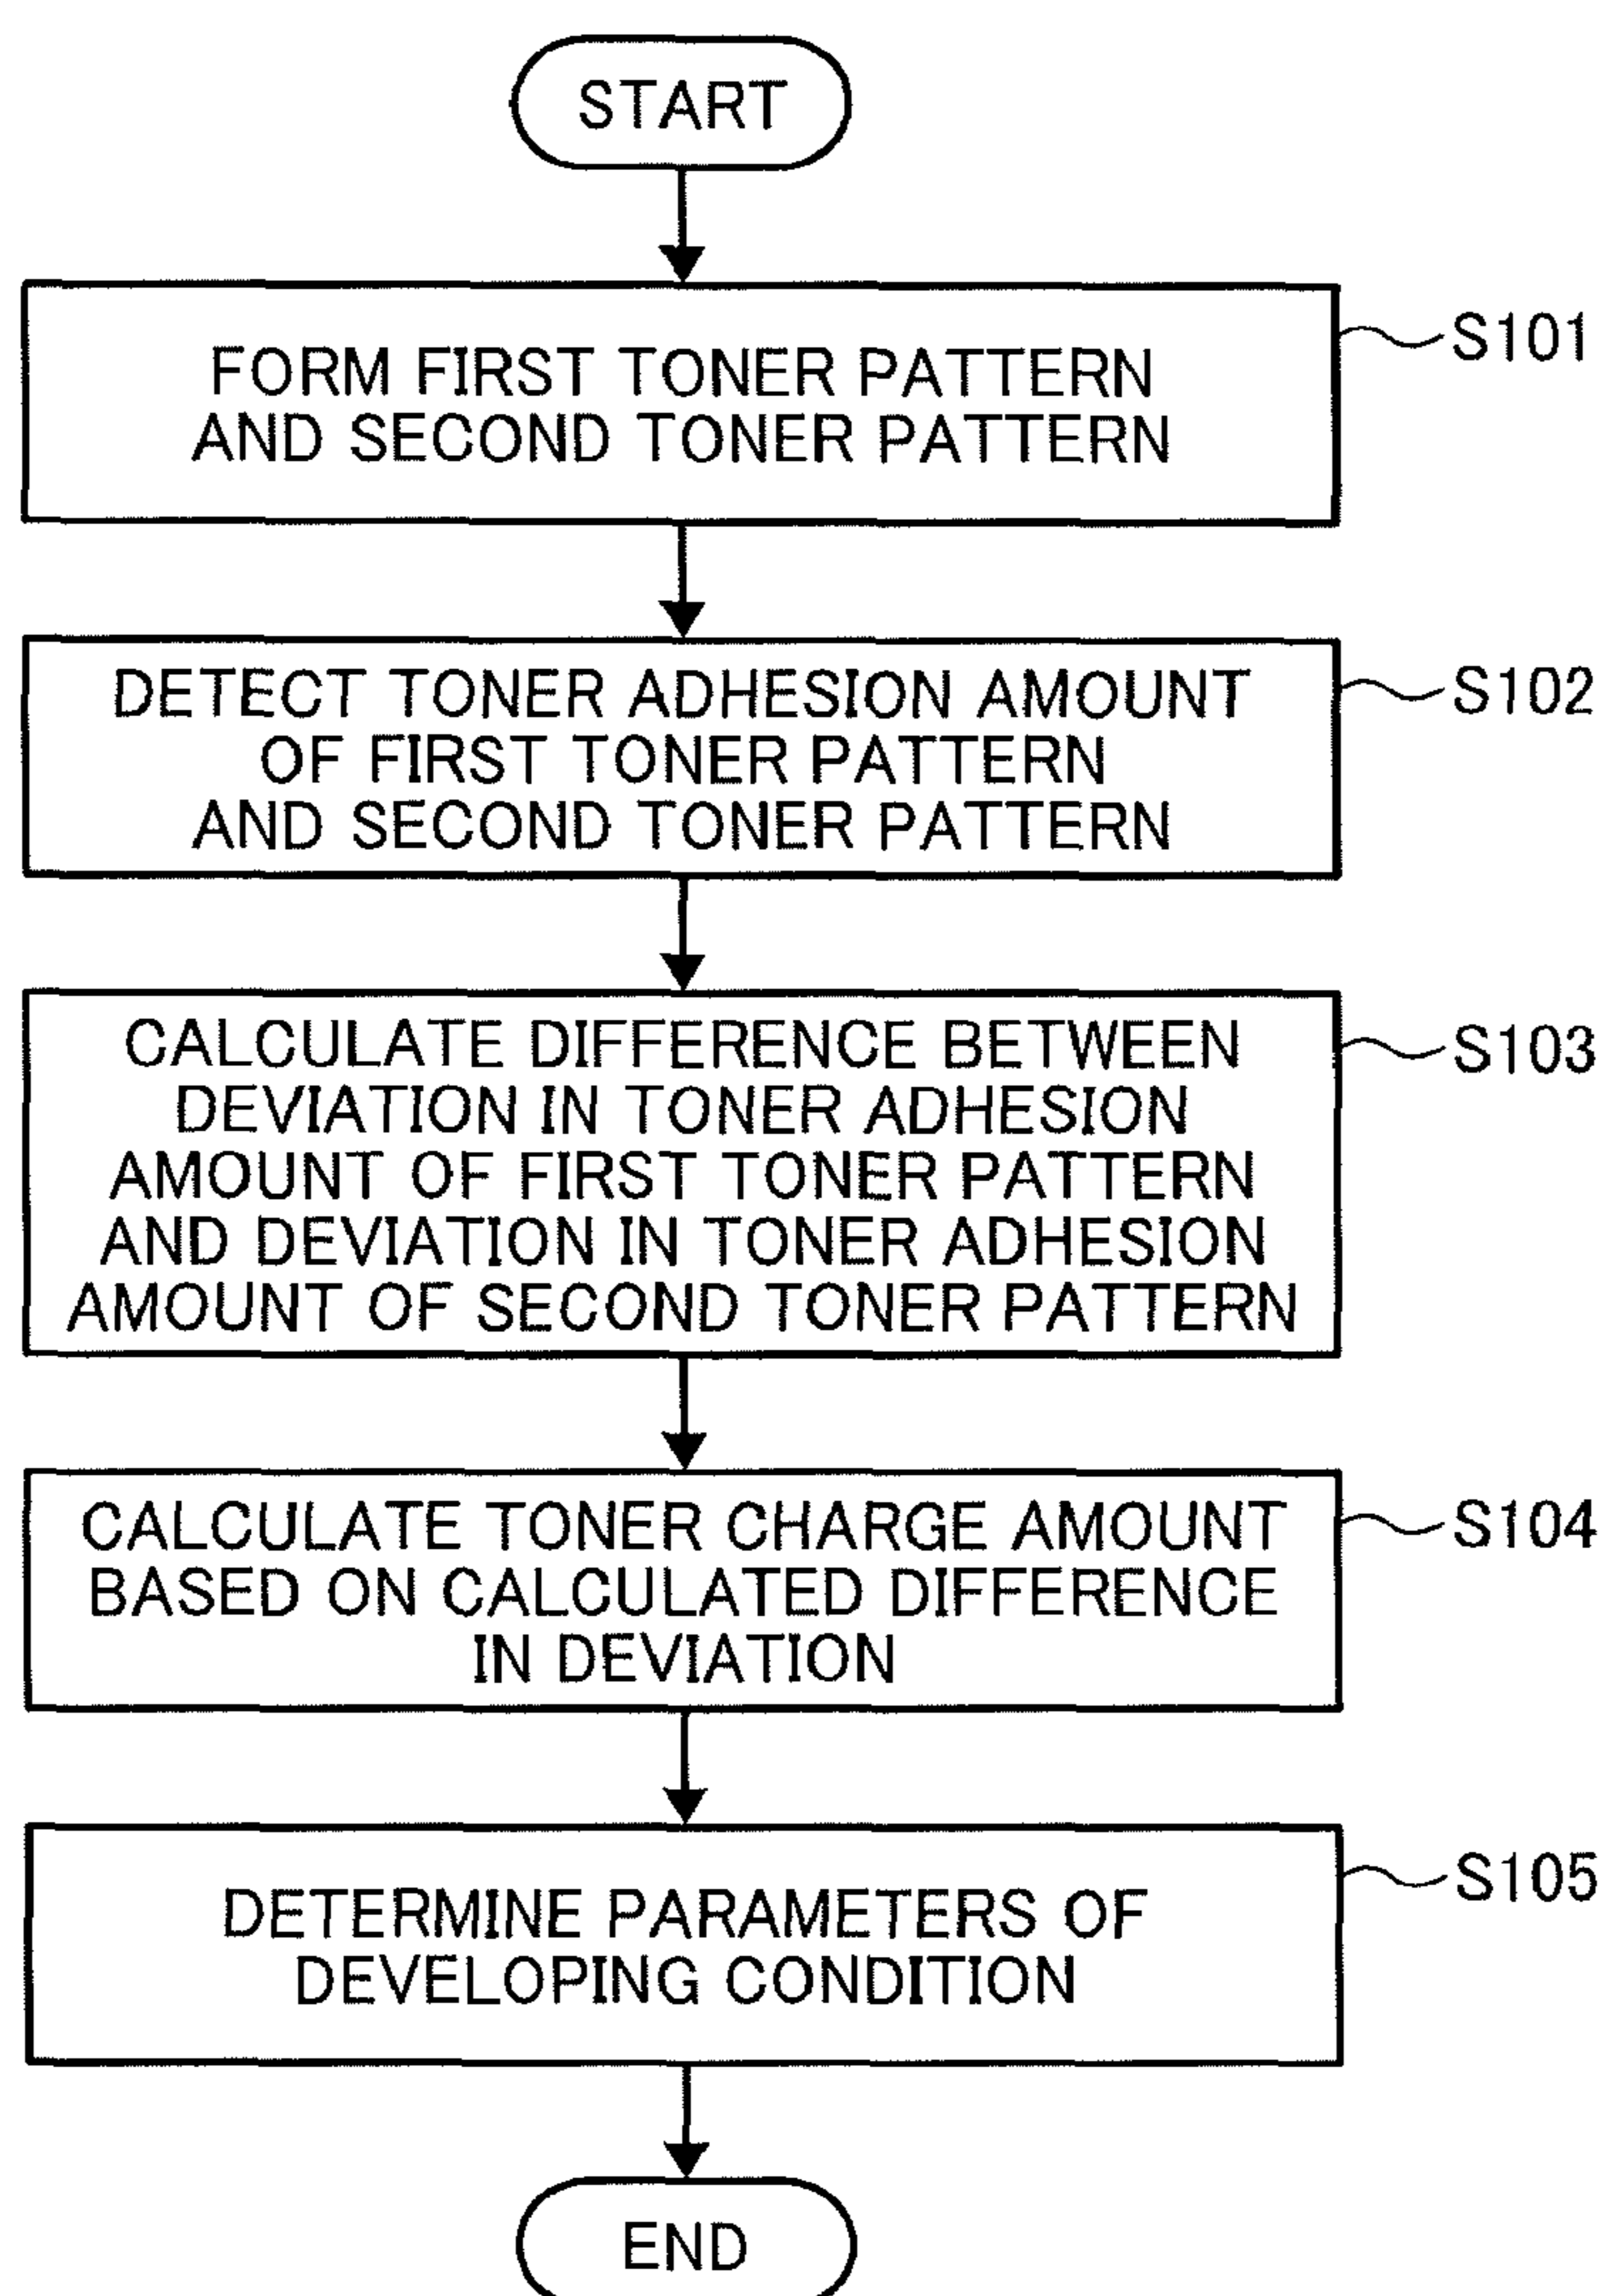 START
FORM FIRST TONER PATTERN
AND SECOND TONER PATTERN
S101
DETECT TONER ADHESION AMOUNT
OF FIRST TONER PATTERN
AND SECOND TONER PATTERN
S102
CALCULATE DIFFERENCE BETWEEN
DEVIATION IN TONER ADHESION
AMOUNT OF FIRST TONER PATTERN
AND DEVIATION IN TONER ADHESION
AMOUNT OF SECOND TONER PATTERN
S103
CALCULATE TONER CHARGE AMOUNT
BASED ON CALCULATED DIFFERENCE
IN DEVIATION
S104
DETERMINE PARAMETERS OF
DEVELOPING CONDITION
S105
END